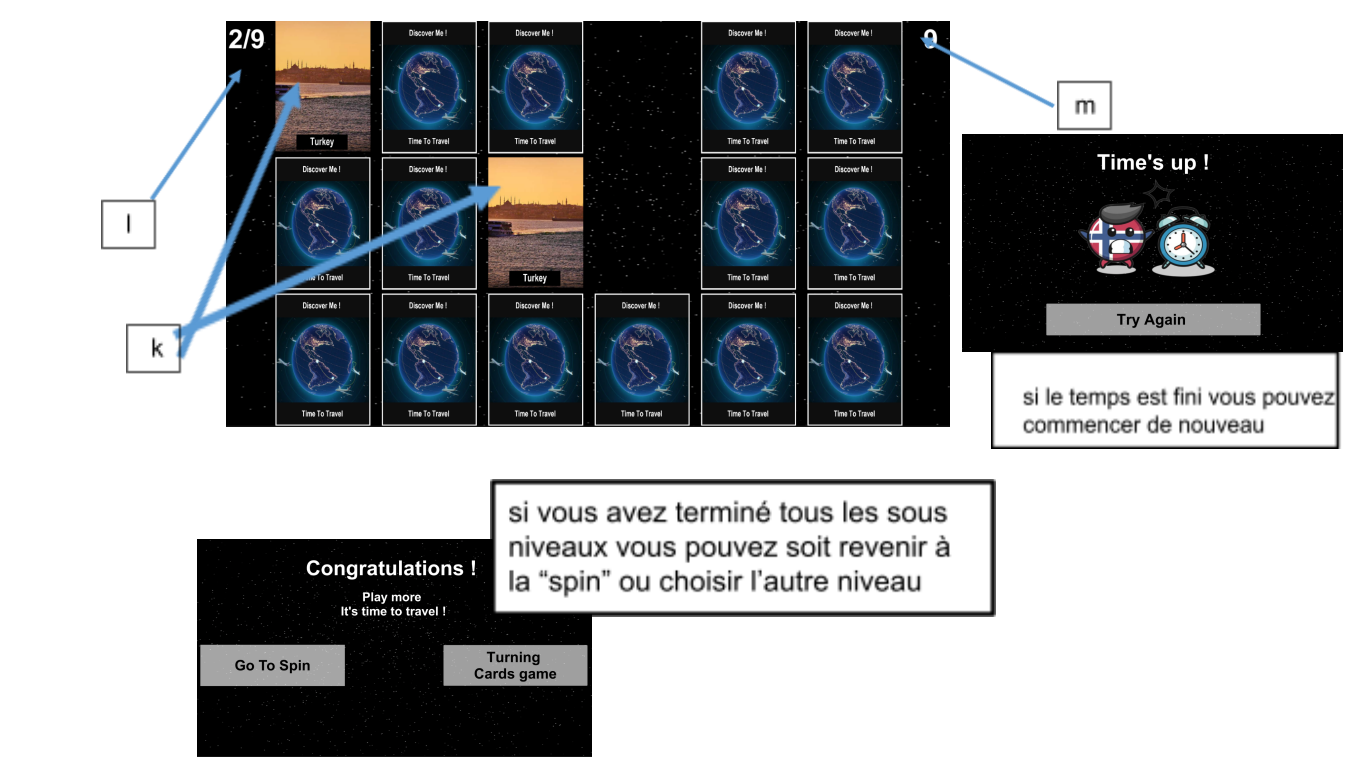 2/9
Discover Me !
Discover Me !
Discover Me !
Discover Me !
9
Turkey
Time To Travel
Time To Travel
Time To Travel
Time To Travel
m
Time's up !
Discover Me !
Discover Me !
Discover Me !
Discover Me !
l
Time To Travel
Time To Travel
Turkey
Time To Travel
Time To Travel
Discover Me !
Discover Me !
Discover Me !
Discover Me !
Discover Me !
Discover Me !
Try Again
k
Time To Travel
Time To Travel
Time To Travel
Time To Travel
Time To Travel
Time To Travel
si le temps est fini vous pouvez
commencer de nouveau
si vous avez terminé tous les sous
niveaux vous pouvez soit revenir à
la “spin” ou choisir l’autre niveau
Congratulations !
Play more
It's time to travel !
Go To Spin
Turning
Cards game